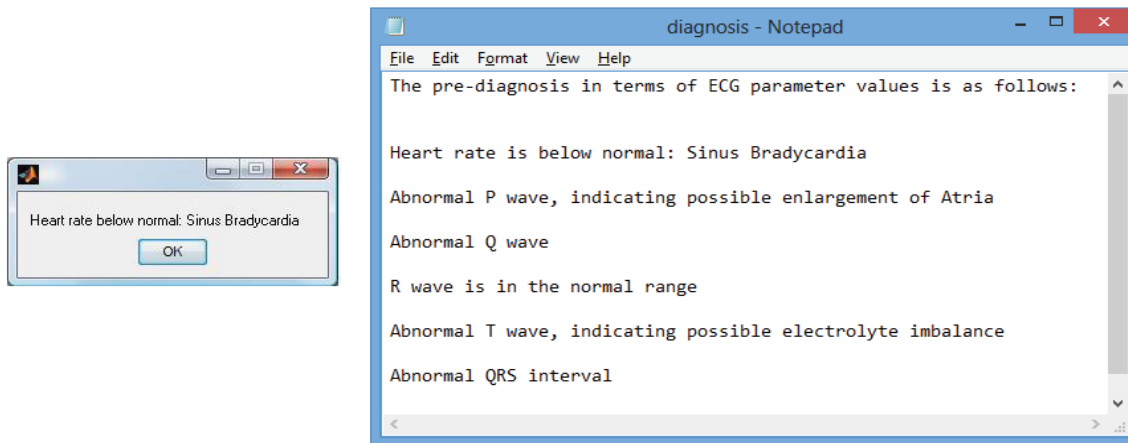 Heart rate below normal: Sinus Bradycardia
OK
diagnosis - Notepad
File Edit Format View Help
The pre-diagnosis in terms of ECG parameter values is as follows:
Heart rate is below normal: Sinus Bradycardia
Abnormal P wave, indicating possible enlargement of Atria
Abnormal Q wave
R wave is in the normal range
Abnormal T wave, indicating possible electrolyte imbalance
Abnormal QRS interval